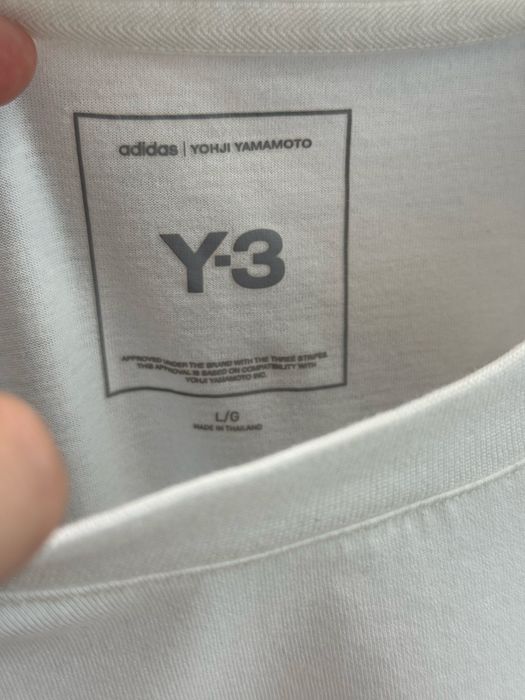 adidas | YOHJI YAMAMOTO
Y-3
APPROVED UNDER THE BRAND WITH THE THREE STRIPES
THIS APPROVAL IS BASED ON COMPATIBILITY WITH
YOHJI YAMAMOTO INC.
L/G
MADE IN THAILAND